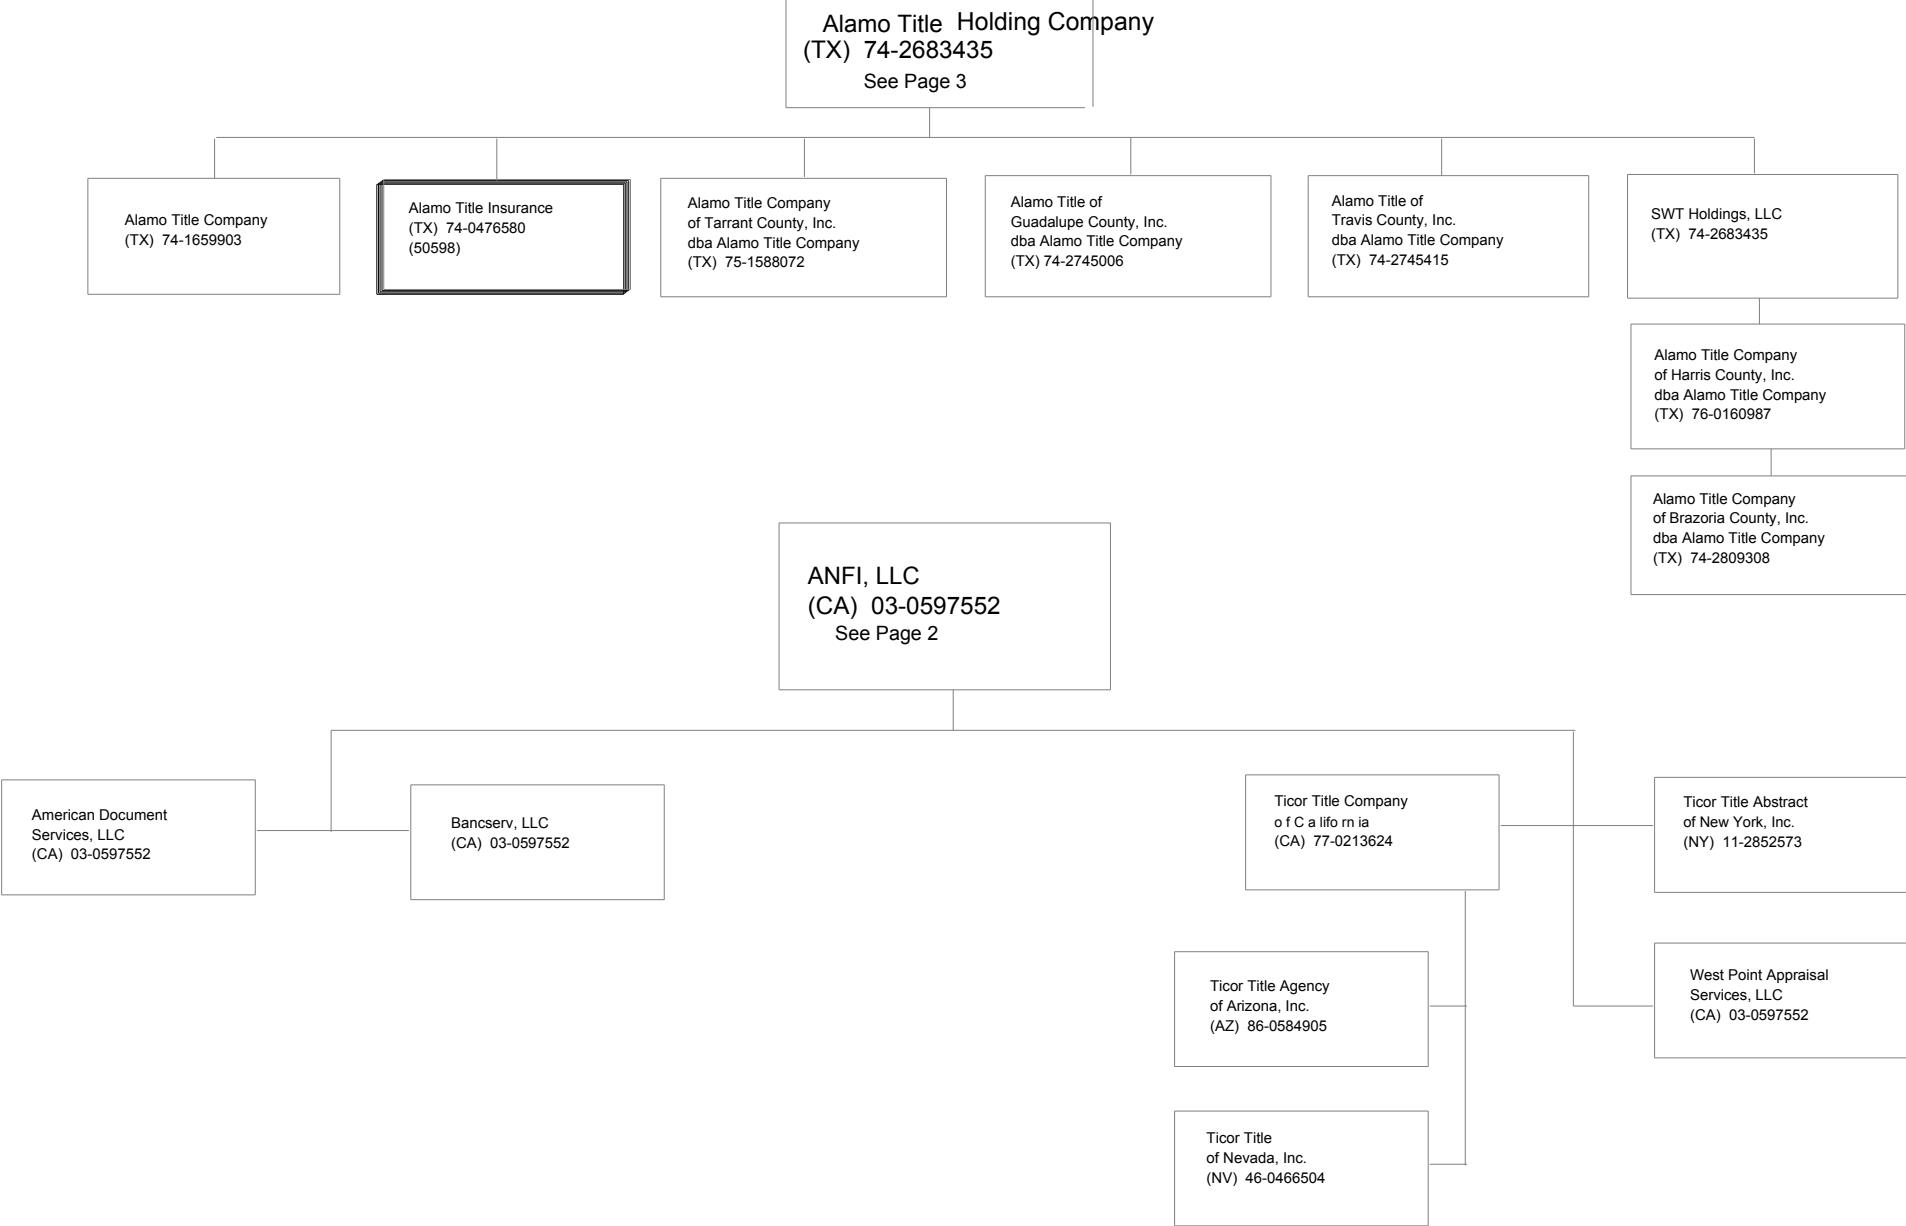 Alamo Title Holding Company
(TX) 74-2683435
See Page 3
Alamo Title Company
(TX) 74-1659903
Alamo Title Insurance
(TX) 74-0476580
(50598)
Alamo Title Company
of Tarrant County, Inc.
dba Alamo Title Company
(TX) 75-1588072
Alamo Title of
Guadalupe County, Inc.
dba Alamo Title Company
(TX) 74-2745006
Alamo Title of
Travis County, Inc.
dba Alamo Title Company
(TX) 74-2745415
SWT Holdings, LLC
(TX) 74-2683435
Alamo Title Company
of Harris County, Inc.
dba Alamo Title Company
(TX) 76-0160987
Alamo Title Company
of Brazoria County, Inc.
dba Alamo Title Company
(TX) 74-2809308
ANFI, LLC
(CA) 03-0597552
See Page 2
American Document
Services, LLC
(CA) 03-0597552
Bancserv, LLC
(CA) 03-0597552
Ticor Title Company
o f C a lifo rn ia
(CA) 77-0213624
Ticor Title Abstract
of New York, Inc.
(NY) 11-2852573
Ticor Title Agency
of Arizona, Inc.
(AZ) 86-0584905
West Point Appraisal
Services, LLC
(CA) 03-0597552
Ticor Title
of Nevada, Inc.
(NV) 46-0466504